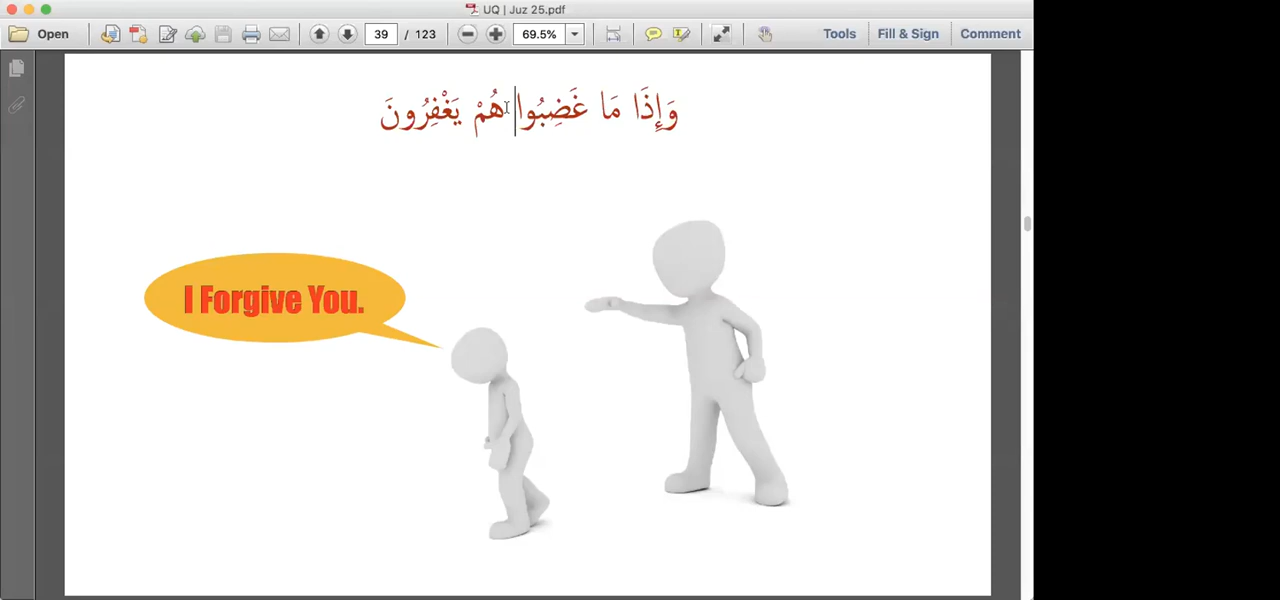 UQ | Juz 25.pdf
Open
39 / 123
69.5%
Tools
Fill & Sign
Comment
وَإِذَا مَا غَضِبُوا هُمْ يَغْفِرُونَ
I Forgive You.